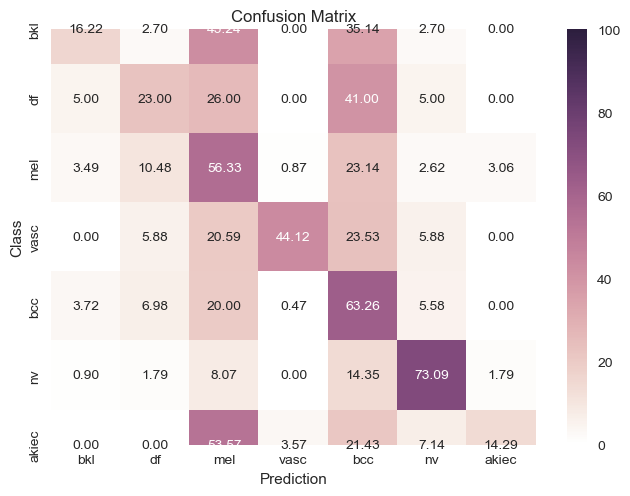 Confusion Matrix
bkl 16.22 2.70 43.24 0.00 35.14 2.70 0.00
df 5.00 23.00 26.00 0.00 41.00 5.00 0.00
mel 3.49 10.48 56.33 0.87 23.14 2.62 3.06
vasc 0.00 5.88 20.59 44.12 23.53 5.88 0.00
bcc 3.72 6.98 20.00 0.47 63.26 5.58 0.00
nv 0.90 1.79 8.07 0.00 14.35 73.09 1.79
akiec 0.00 0.00 53.57 3.57 21.43 7.14 14.29
bkl df mel vasc bcc nv akiec
Prediction
Class
100
80
60
40
20
0